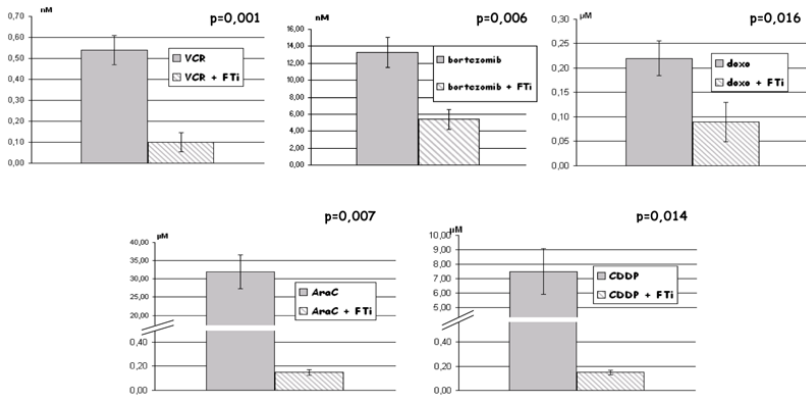 p=0,001
nM
0,70
0,60
0,50
0,40
0,30
0,20
0,10
0,00
VCR
VCR + FTi
p=0,006
nM
16,00
14,00
12,00
10,00
8,00
6,00
4,00
2,00
0,00
bortezomib
bortezomib + FTi
p=0,016
µM
0,30
0,25
0,20
0,15
0,10
0,05
0,00
doxo
doxo + FTi
p=0,007
µM
40,00
35,00
30,00
25,00
20,00
0,40
0,20
0,00
AraC
AraC + FTi
p=0,014
µM
10,00
9,00
8,00
7,00
6,00
5,00
0,40
0,20
0,00
CDDP
CDDP + FTi